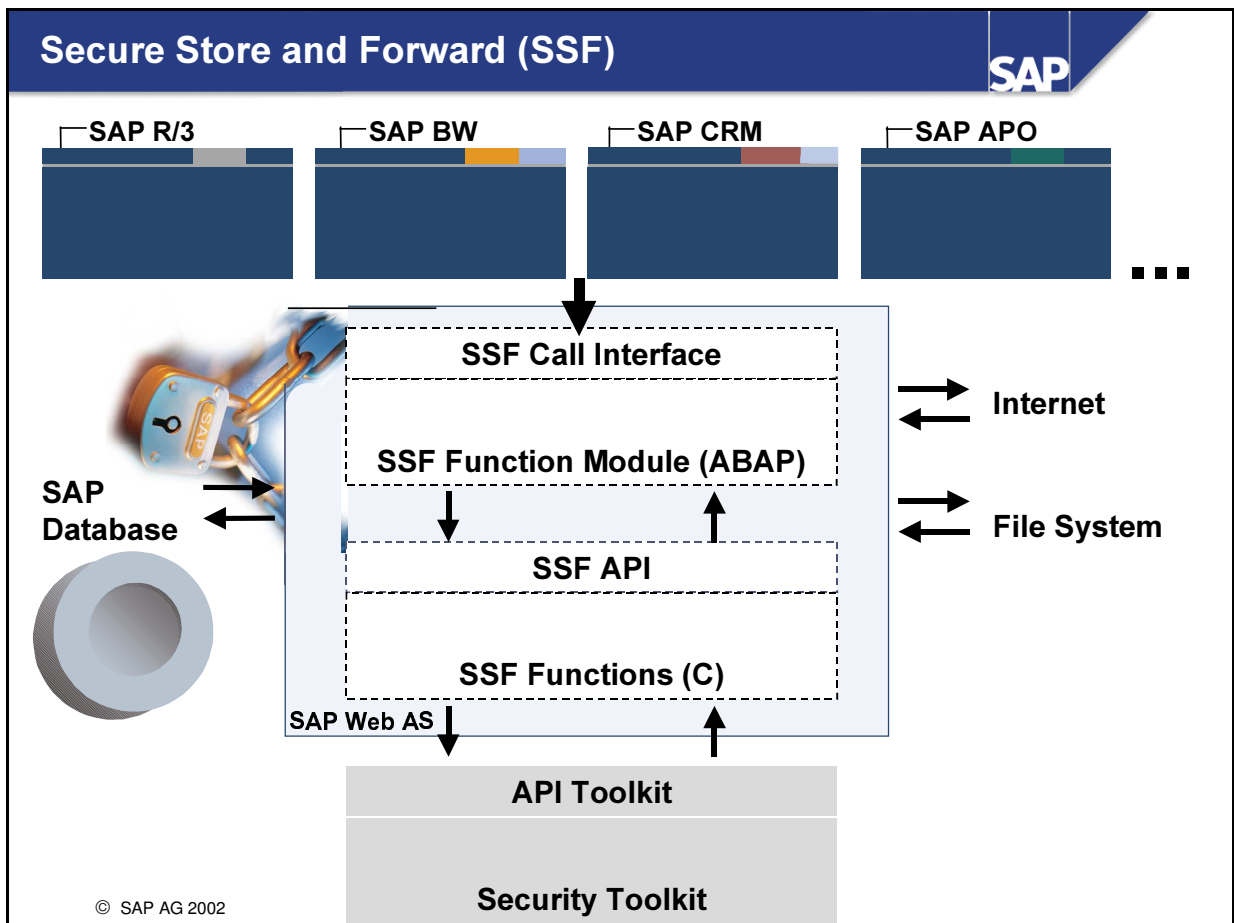 Secure Store and Forward (SSF)
SAP
SAP R/3
SAP BW
SAP CRM
SAP APO
...
SSF Call Interface
SSF Function Module (ABAP)
Internet
SAP
SAP
Database
File System
SSF API
SSF Functions (C)
SAP Web AS
API Toolkit
Security Toolkit
© SAP AG 2002